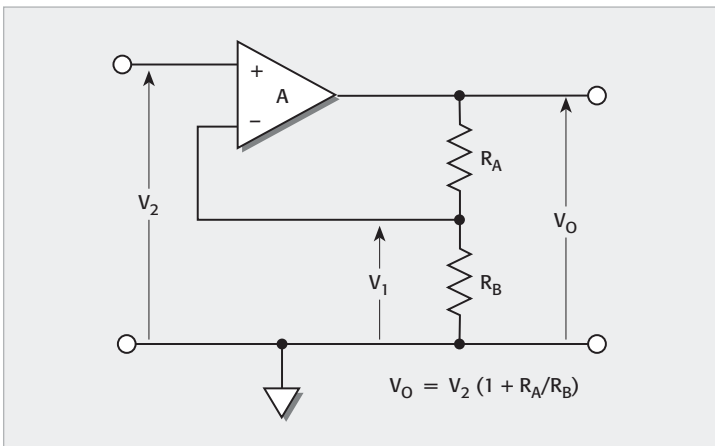 +
A
–
R_A
V_2
V_O
V_1
R_B
V_O = V_2 (1 + R_A/R_B)